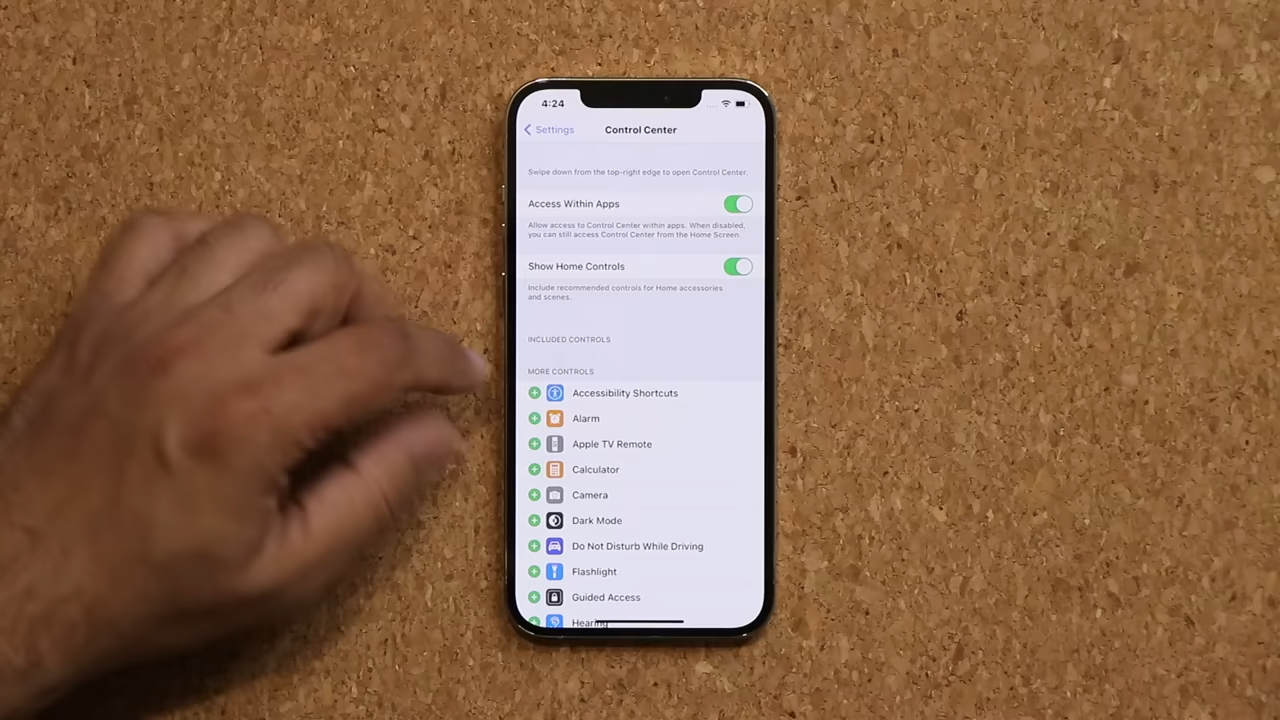 4:24
Settings
Control Center
Swipe down from the top-right edge to open Control Center.
Access Within Apps
Allow access to Control Center within apps. When disabled,
you can still access Control Center from the Home Screen.
Show Home Controls
Include recommended controls for Home accessories
and scenes.
INCLUDED CONTROLS
MORE CONTROLS
Accessibility Shortcuts
Alarm
Apple TV Remote
Calculator
Camera
Dark Mode
Do Not Disturb While Driving
Flashlight
Guided Access
Hearing